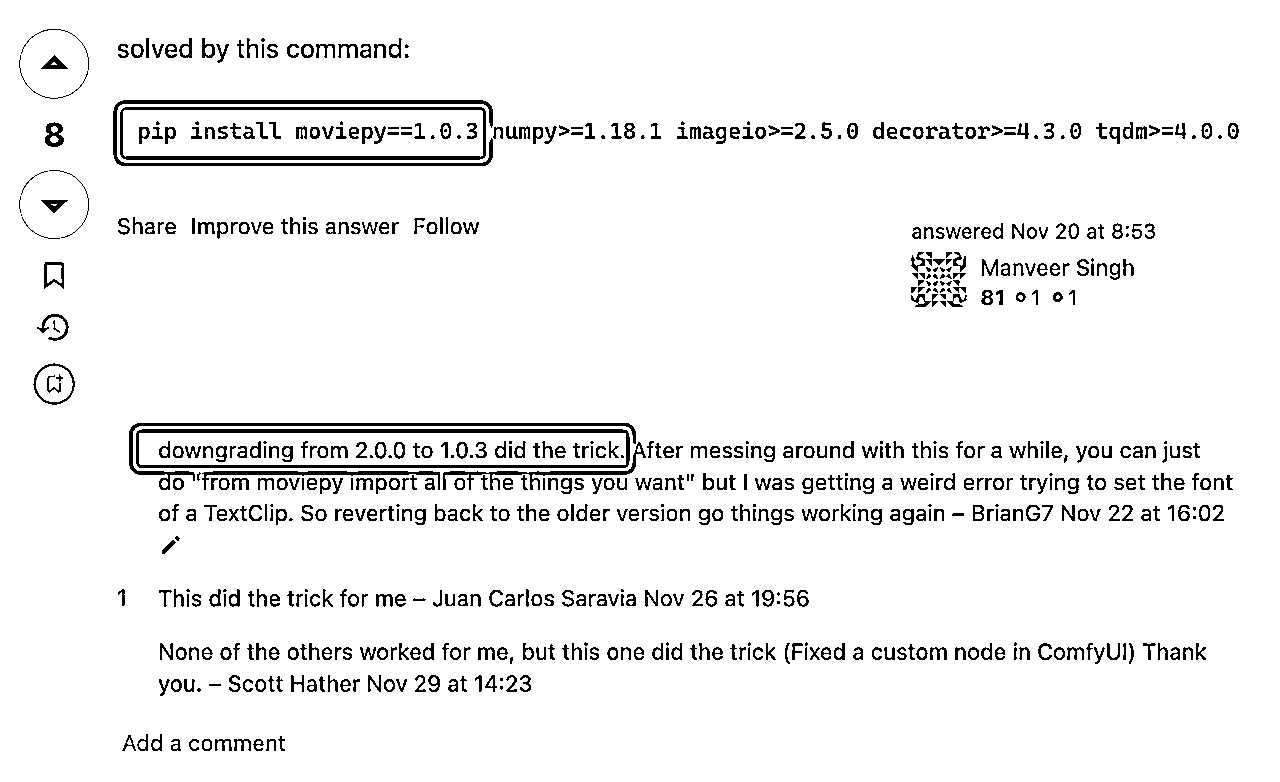 solved by this command:
8
pip install moviepy==1.0.3 numpy>=1.18.1 imageio>=2.5.0 decorator>=4.3.0 tqdm>=4.0.0
Share Improve this answer Follow
answered Nov 20 at 8:53
Manveer Singh
81 1 1
downgrading from 2.0.0 to 1.0.3 did the trick. After messing around with this for a while, you can just
do "from moviepy import all of the things you want" but I was getting a weird error trying to set the font
of a TextClip. So reverting back to the older version go things working again – BrianG7 Nov 22 at 16:02
1 This did the trick for me – Juan Carlos Saravia Nov 26 at 19:56
None of the others worked for me, but this one did the trick (Fixed a custom node in ComfyUI) Thank
you. – Scott Hather Nov 29 at 14:23
Add a comment